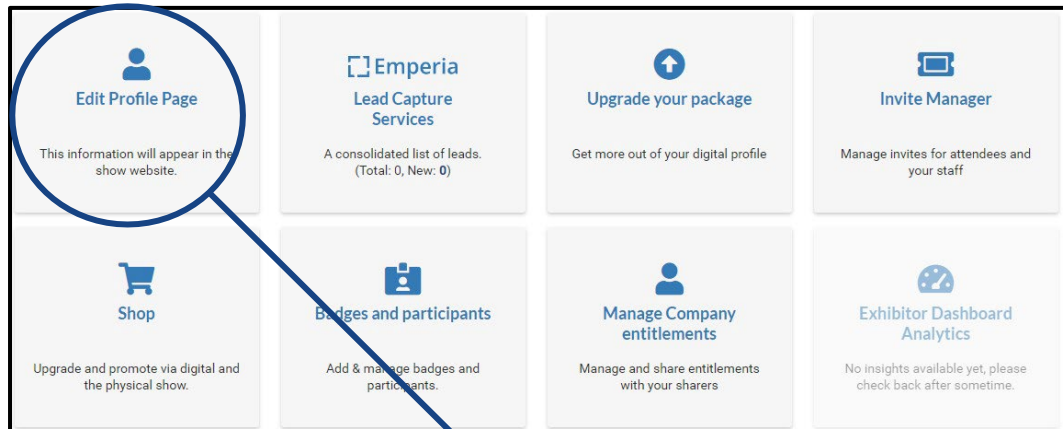 Edit Profile Page
This information will appear in the
show website.
Emperia
Lead Capture
Services
A consolidated list of leads.
(Total: 0, New: 0)
Upgrade your package
Get more out of your digital profile
Invite Manager
Manage invites for attendees and
your staff
Shop
Upgrade and promote via digital and
the physical show.
Badges and participants
Add & manage badges and
participants.
Manage Company
entitlements
Manage and share entitlements
with your sharers
Exhibitor Dashboard
Analytics
No insights available yet, please
check back after sometime.